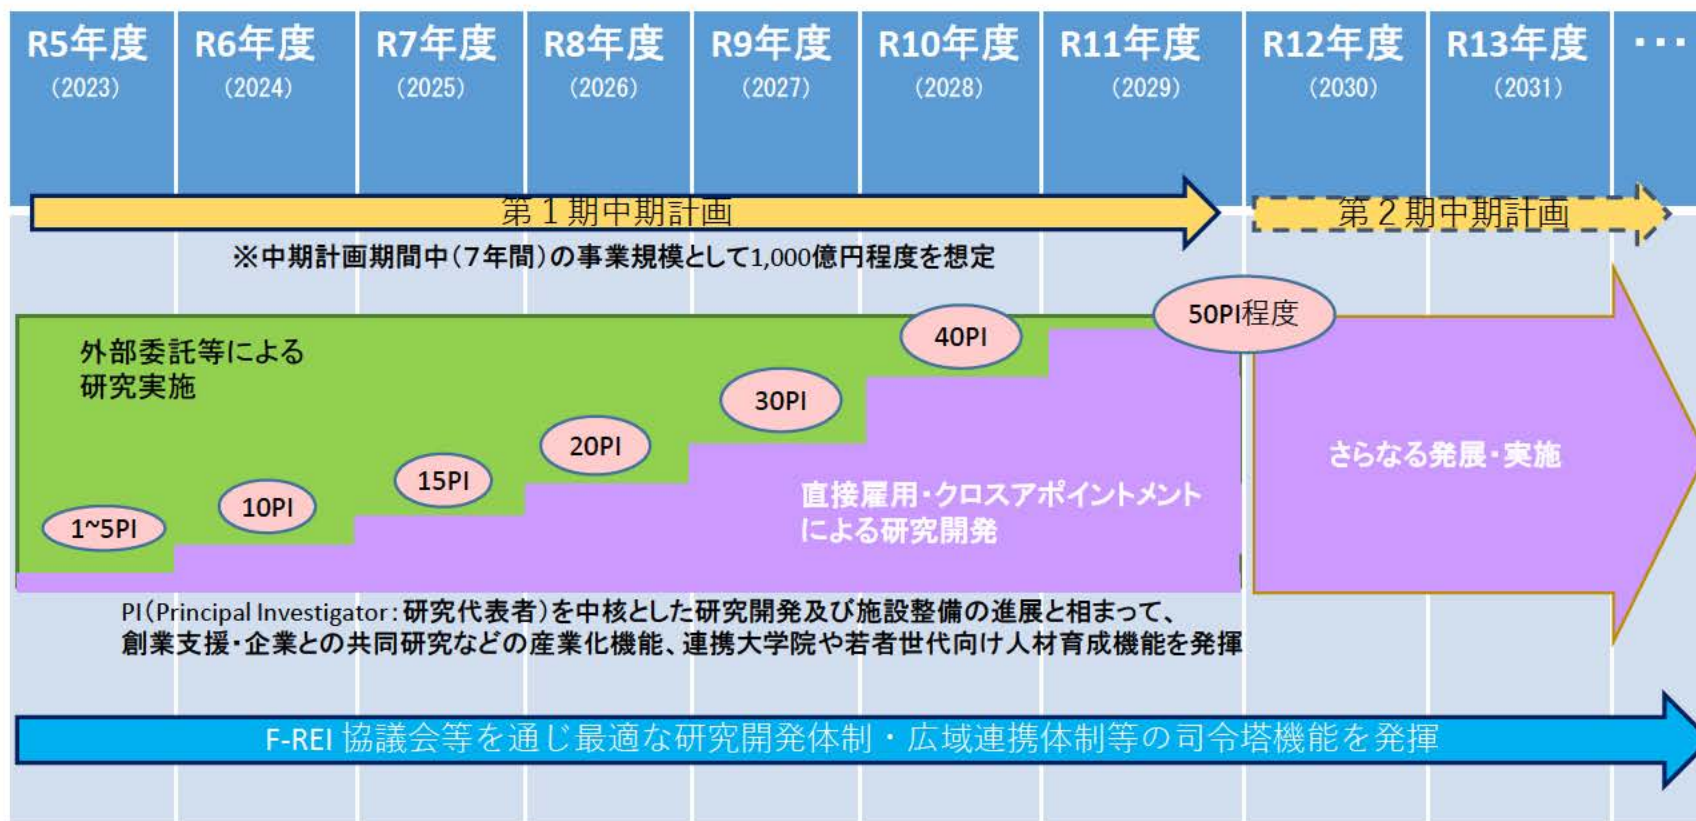 R5年度 R6年度 R7年度 R8年度 R9年度 R10年度 R11年度 R12年度 R13年度 ・・・
（2023） （2024） （2025） （2026） （2027） （2028） （2029） （2030） （2031）
第１期中期計画 第２期中期計画
※中期計画期間中（７年間）の事業規模として1,000億円程度を想定
外部委託等による
研究実施
50PI程度
40PI
30PI
20PI
15PI
10PI
1~5PI
直接雇用・クロスアポイントメント
による研究開発
さらなる発展・実施
PI（Principal Investigator：研究代表者）を中核とした研究開発及び施設整備の進展と相まって、
創業支援・企業との共同研究などの産業化機能、連携大学院や若者世代向け人材育成機能を発揮
F-REI 協議会等を通じ最適な研究開発体制・広域連携体制等の司令塔機能を発揮